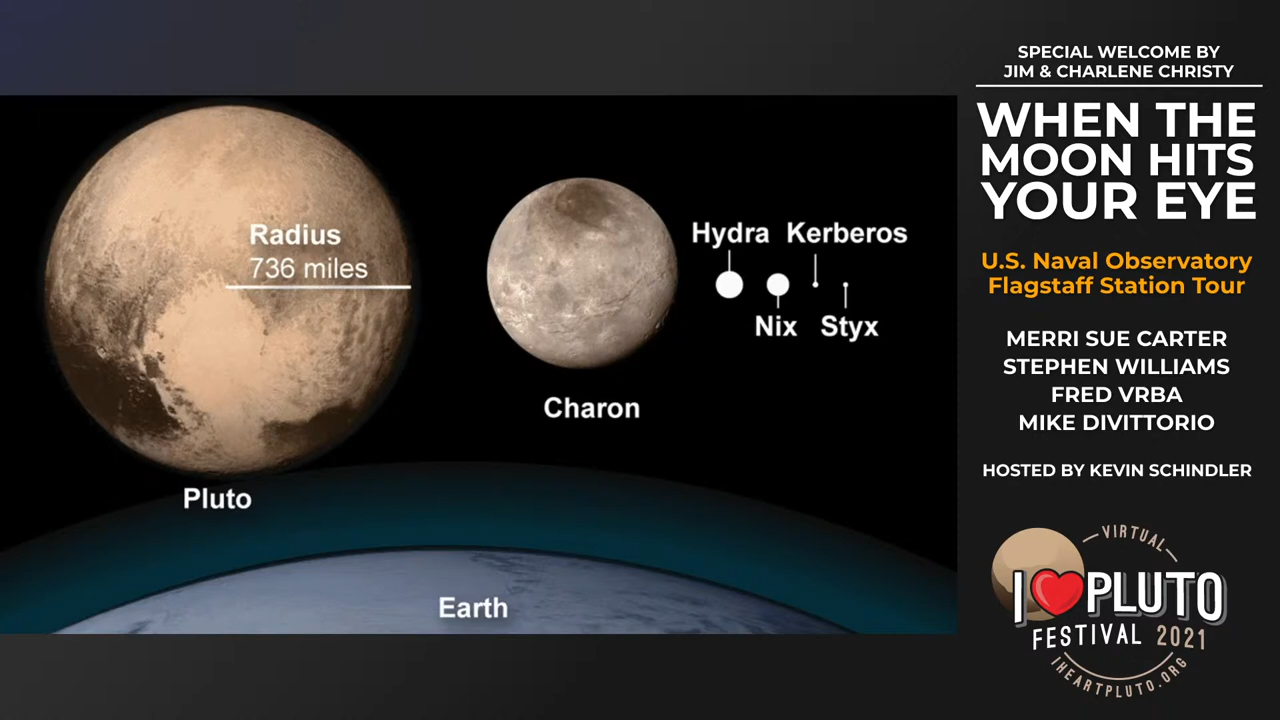 Radius
736 miles
Pluto
Charon
Hydra Kerberos
Nix Styx
Earth
SPECIAL WELCOME BY
JIM & CHARLENE CHRISTY
WHEN THE
MOON HITS
YOUR EYE
U.S. Naval Observatory
Flagstaff Station Tour
MERRI SUE CARTER
STEPHEN WILLIAMS
FRED VRBA
MIKE DIVITTORIO
HOSTED BY KEVIN SCHINDLER
VIRTUAL
I PLUTO
FESTIVAL 2021
IHEARTPLUTO.ORG